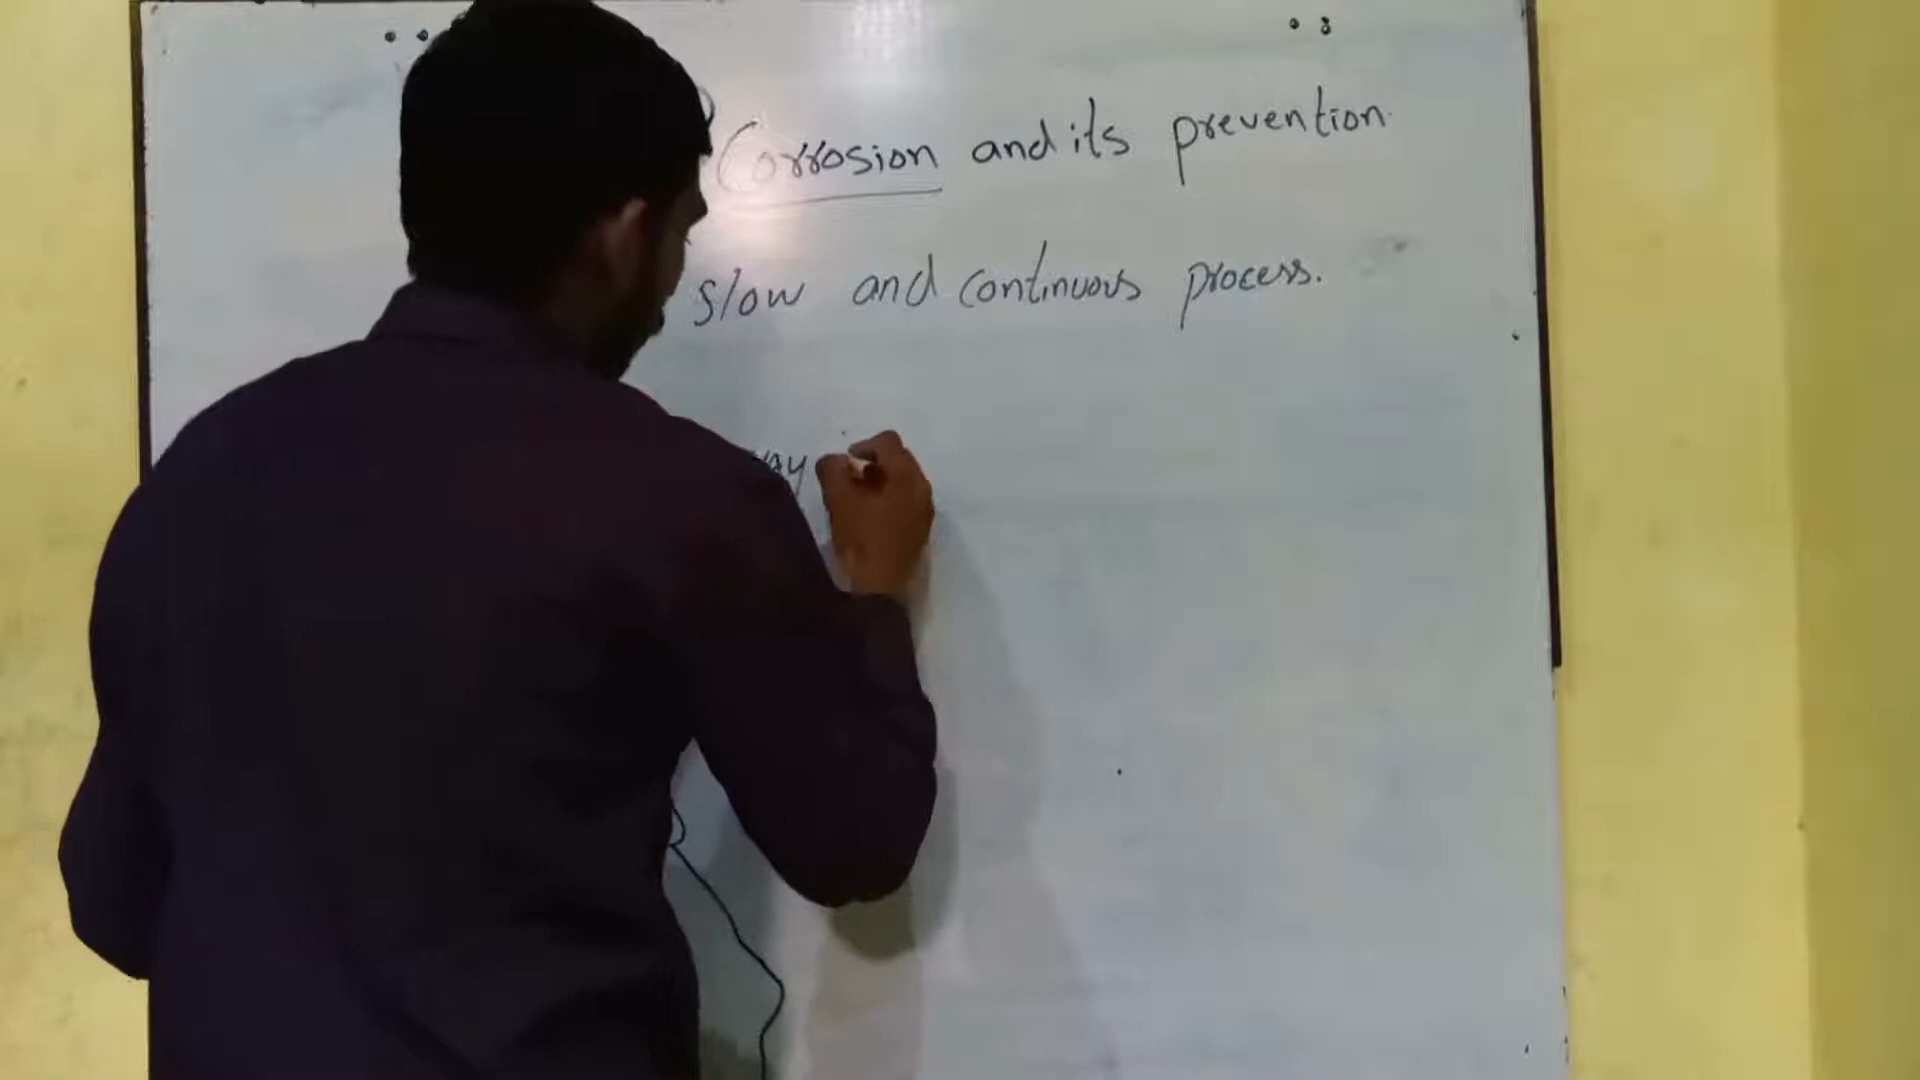 Corrosion and its prevention.
slow and continuous process.